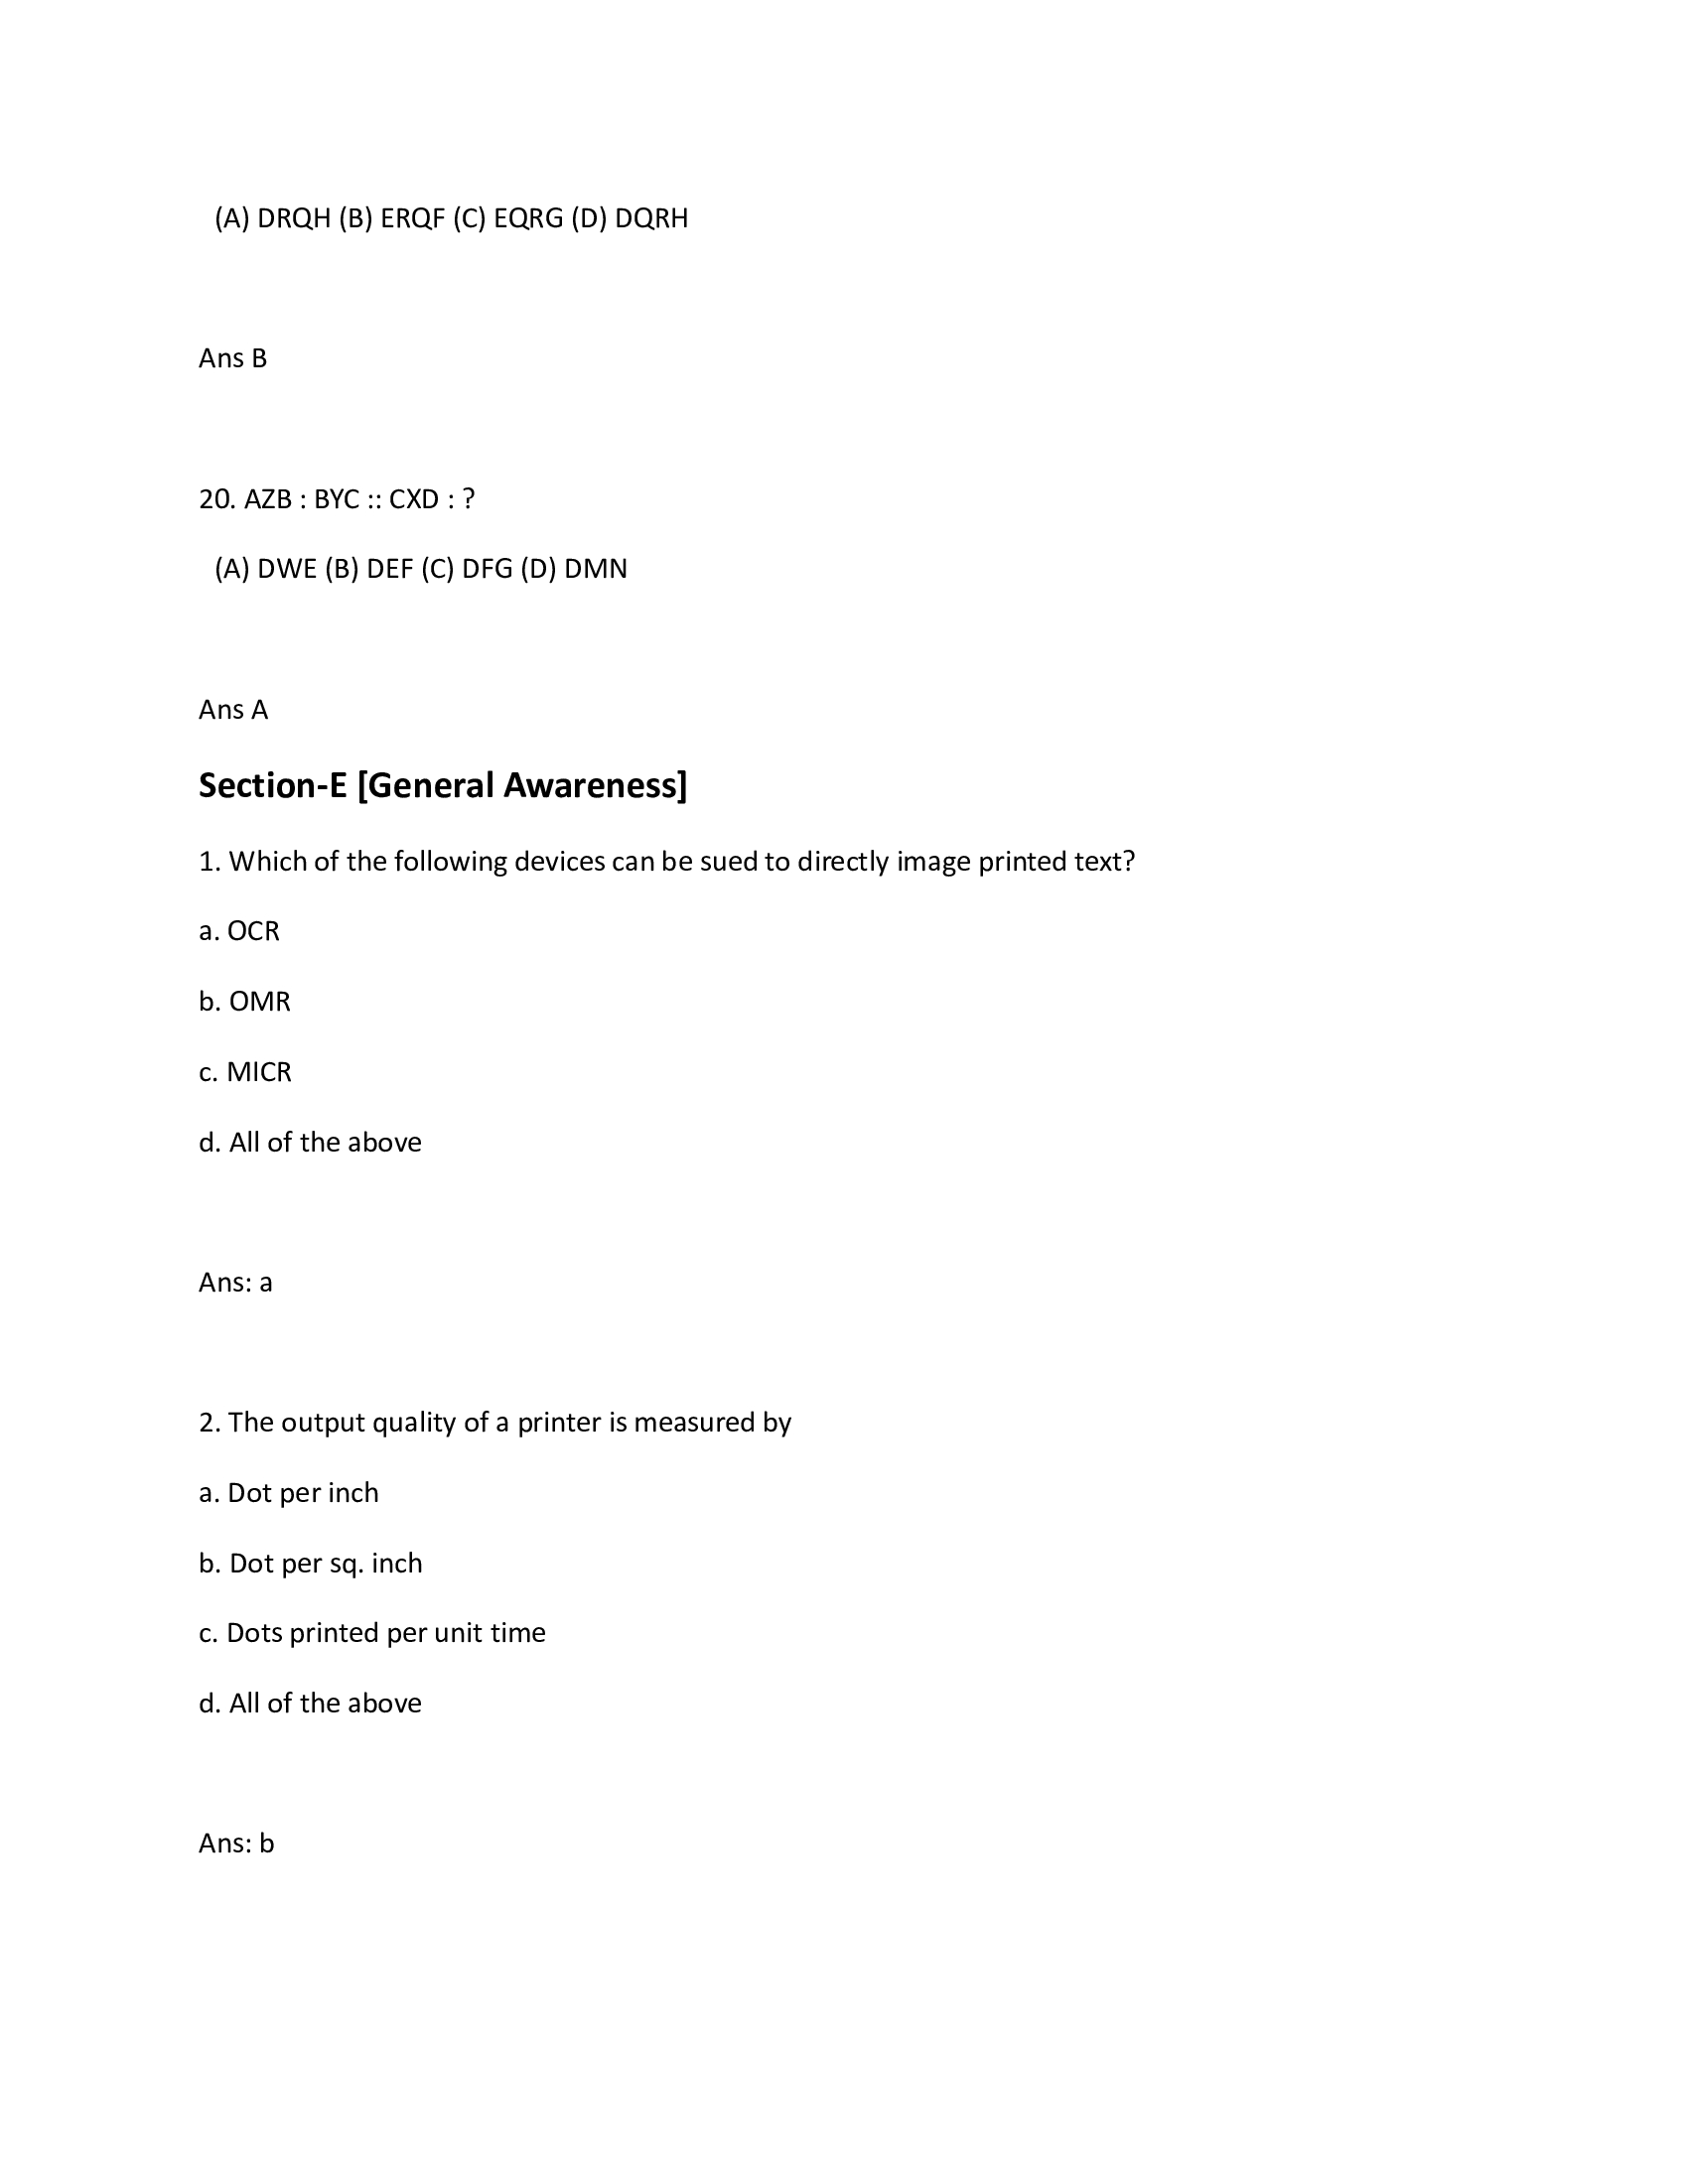 (A) DRQH (B) ERQF (C) EQRG (D) DQRH
Ans B
20. AZB : BYC :: CXD : ?
(A) DWE (B) DEF (C) DFG (D) DMN
Ans A
Section-E [General Awareness]
1. Which of the following devices can be sued to directly image printed text?
a. OCR
b. OMR
c. MICR
d. All of the above
Ans: a
2. The output quality of a printer is measured by
a. Dot per inch
b. Dot per sq. inch
c. Dots printed per unit time
d. All of the above
Ans: b